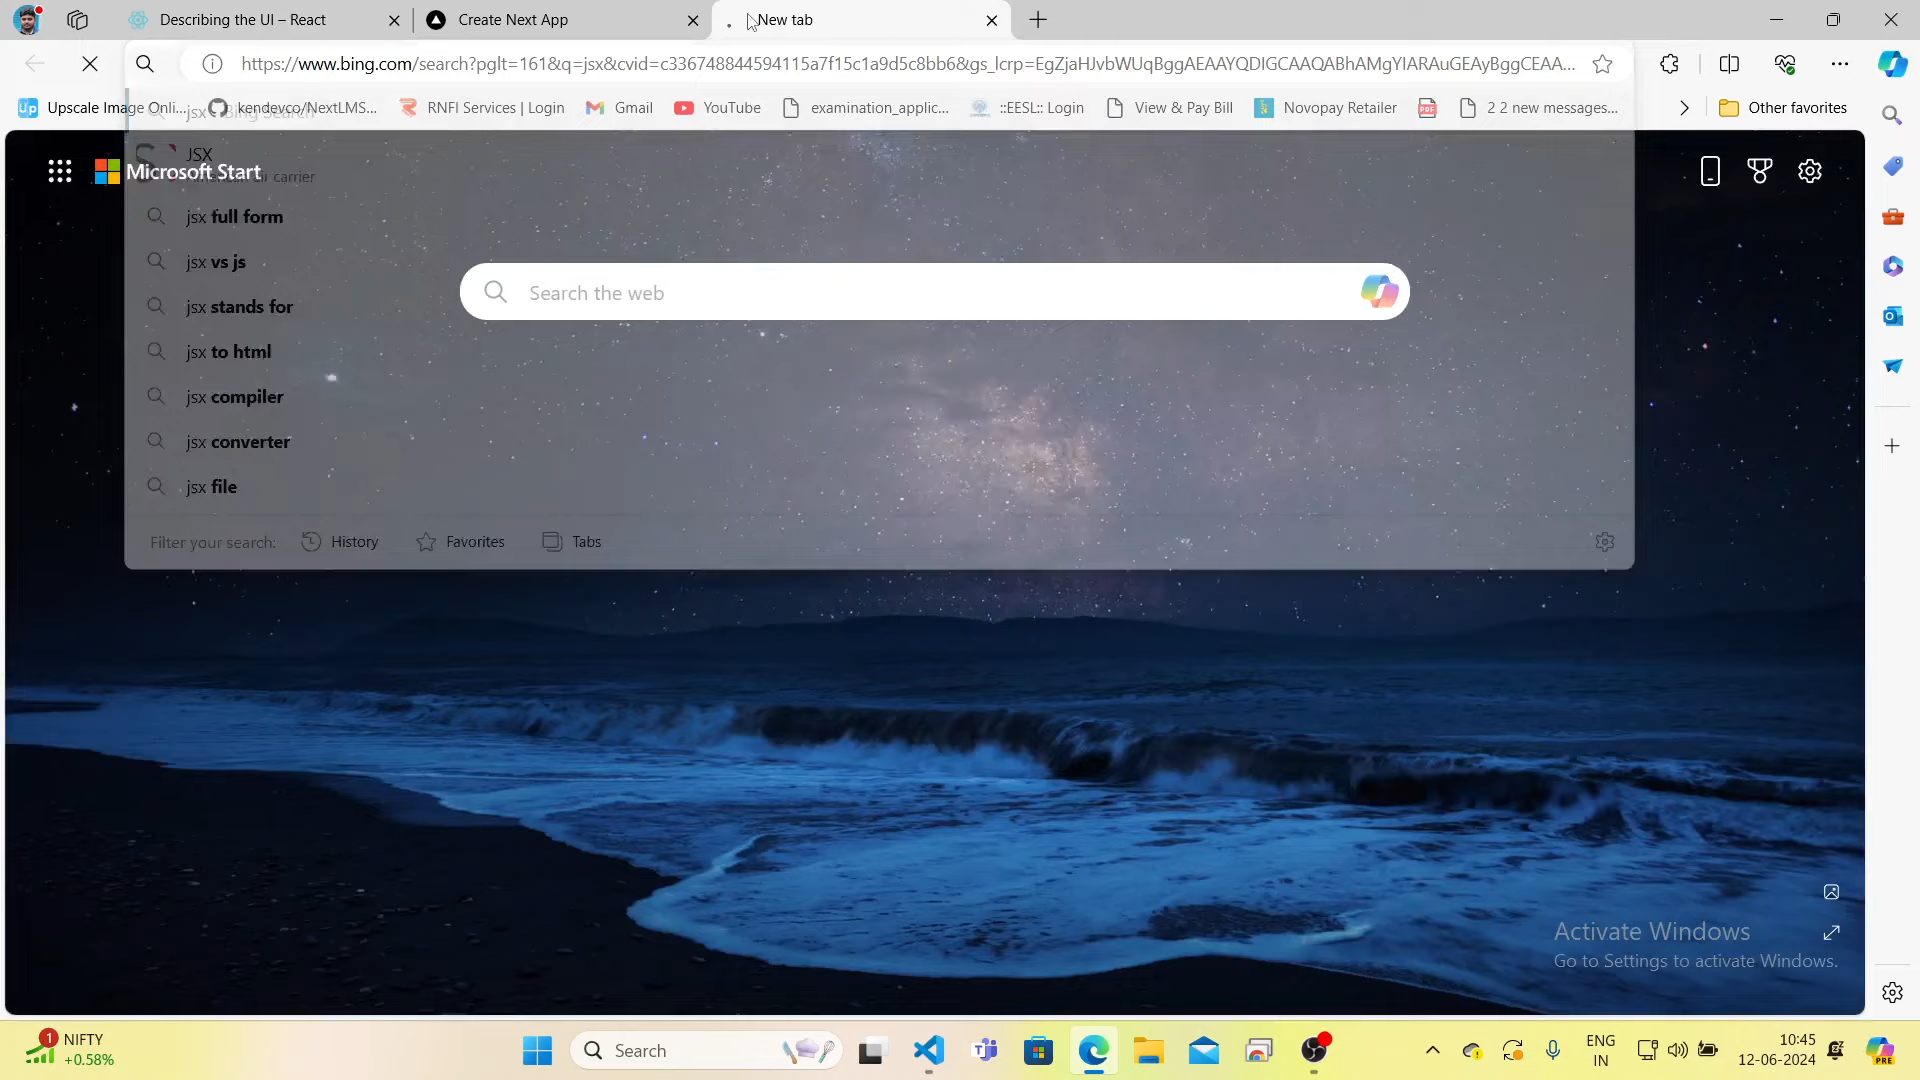 Describing the UI – React
Create Next App
New tab
https://www.bing.com/search?pglt=161&q=jsx&cvid=c336748844594115a7f15c1a9d5c8bb6&gs_lcrp=EgZjaHJvbWUqBggAEAAYQDIGCAAQABhAMgYIARAuGEAyBggCEAA...
Upscale Image Onli...
kendevco/NextLMS...
RNFI Services | Login
Gmail
YouTube
examination_applic...
::EESL:: Login
View & Pay Bill
Novopay Retailer
2 2 new messages...
Other favorites
jsx - Bing Search
JSX
carrier
Microsoft Start
jsx full form
jsx vs js
jsx stands for
jsx to html
jsx compiler
jsx converter
jsx file
Search the web
Filter your search:
History
Favorites
Tabs
Activate Windows
Go to Settings to activate Windows.
1
NIFTY
+0.58%
Search
ENG
IN
10:45
12-06-2024
PRE